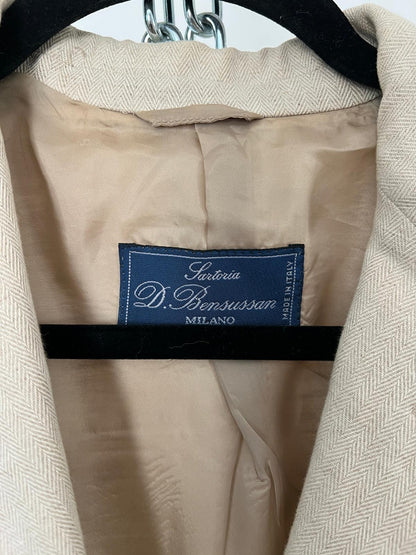 Sartoria
D. Bensussan
MILANO
MADE IN ITALY